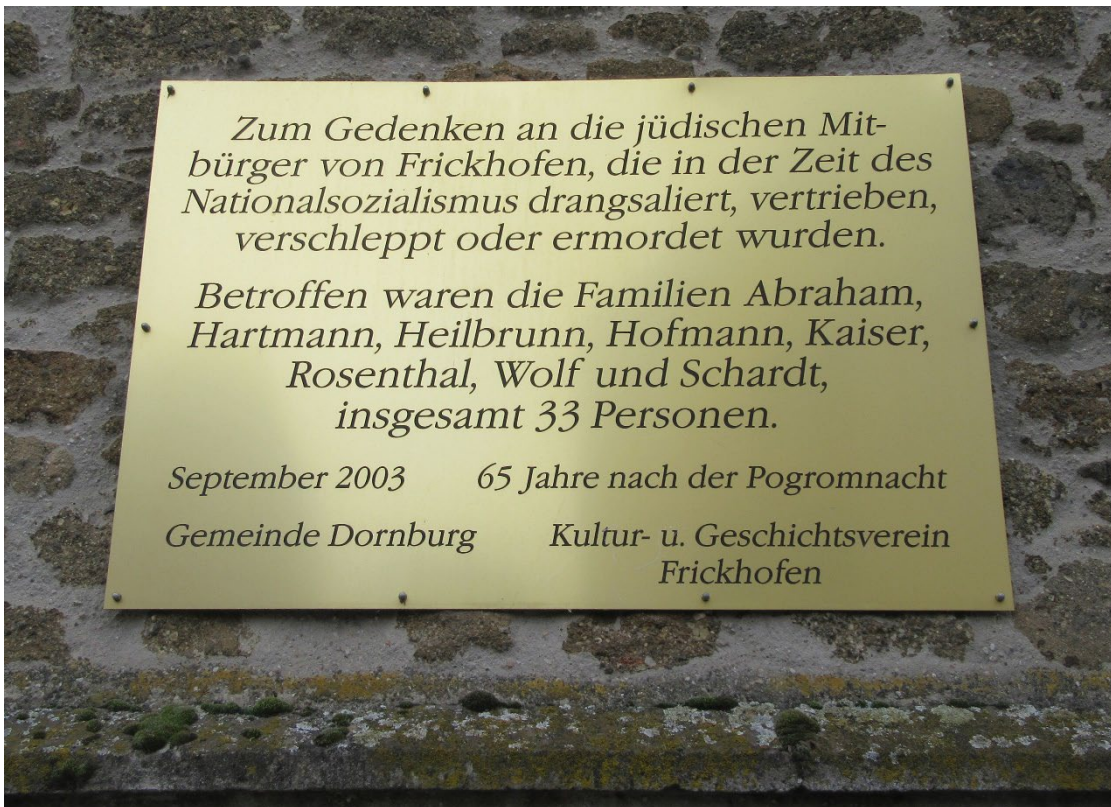 Zum Gedenken an die jüdischen Mit-
bürger von Frickhofen, die in der Zeit des
Nationalsozialismus drangsaliert, vertrieben,
verschleppt oder ermordet wurden.
Betroffen waren die Familien Abraham,
Hartmann, Heilbrunn, Hofmann, Kaiser,
Rosenthal, Wolf und Schardt,
insgesamt 33 Personen.
September 2003 65 Jahre nach der Pogromnacht
Gemeinde Dornburg Kultur- u. Geschichtsverein
Frickhofen